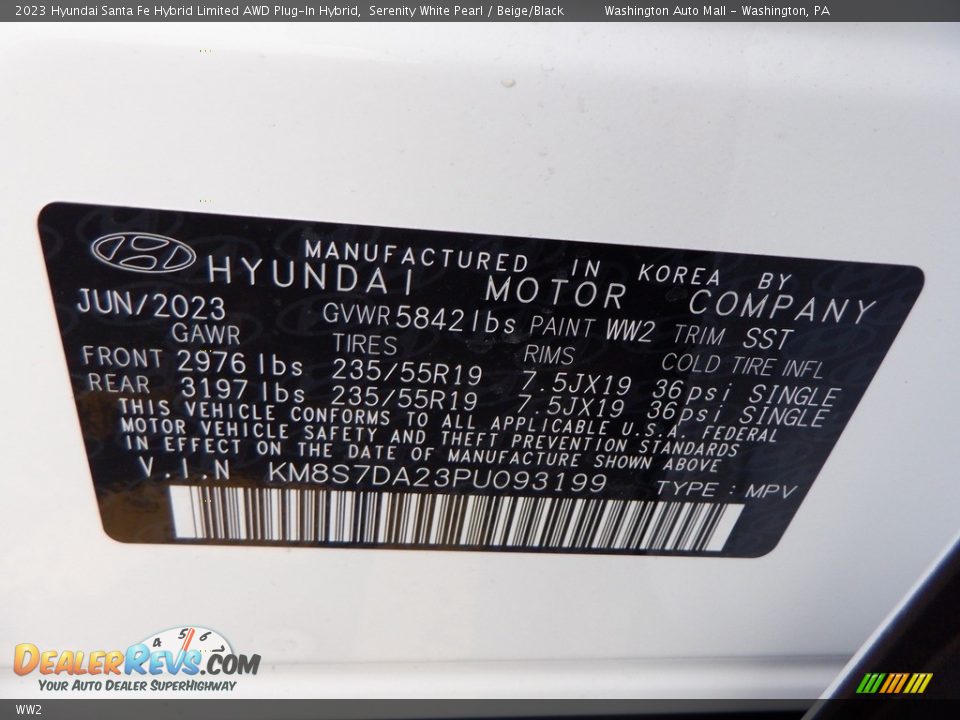 2023 Hyundai Santa Fe Hybrid Limited AWD Plug-In Hybrid, Serenity White Pearl / Beige/Black Washington Auto Mall - Washington, PA
MANUFACTURED IN KOREA BY
HYUNDAI MOTOR COMPANY
JUN/2023 GVWR 5842 lbs PAINT WW2 TRIM SST
GAWR TIRES RIMS COLD TIRE INFL
FRONT 2976 lbs 235/55R19 7.5JX19 36psi SINGLE
REAR 3197 lbs 235/55R19 7.5JX19 36psi SINGLE
THIS VEHICLE CONFORMS TO ALL APPLICABLE U.S.A. FEDERAL
MOTOR VEHICLE SAFETY AND THEFT PREVENTION STANDARDS
IN EFFECT ON THE DATE OF MANUFACTURE SHOWN ABOVE
V.I.N KM8S7DA23PU093199 TYPE : MPV
4 5 6
DealerRevs.com
Your Auto Dealer SuperHighway
WW2